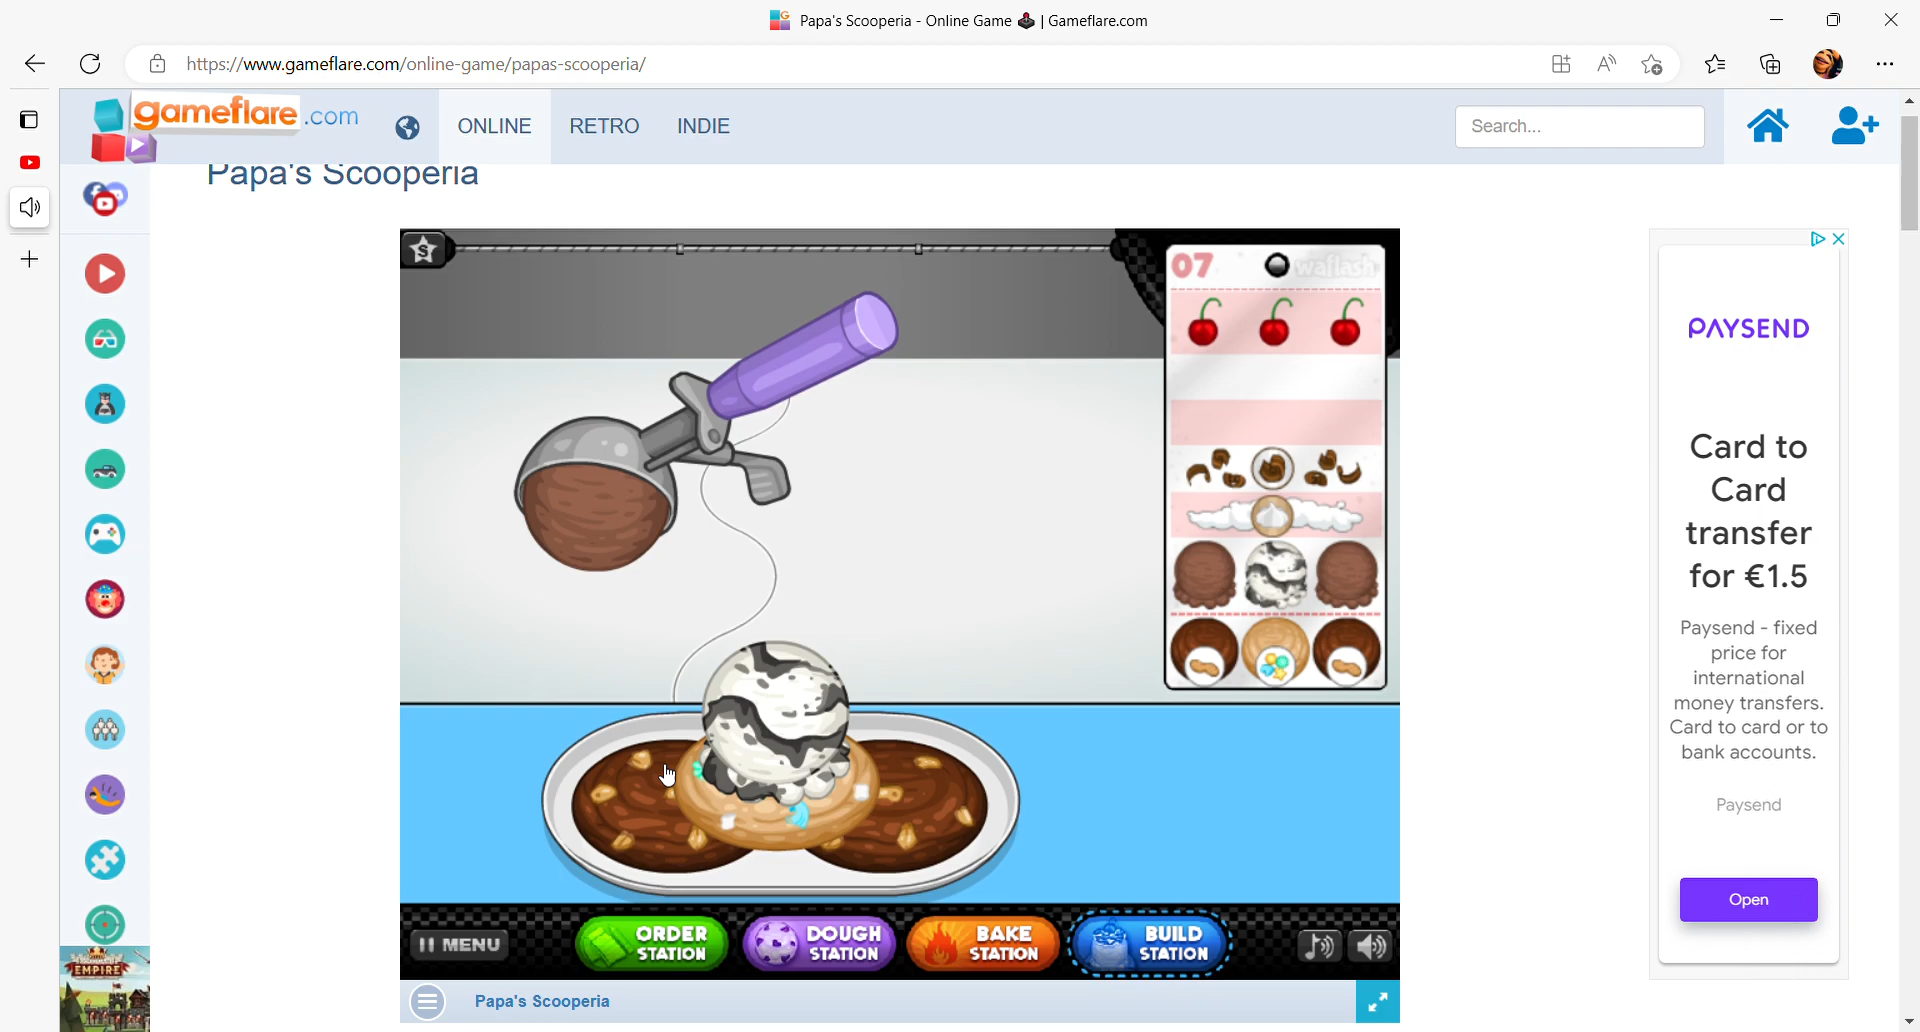 Papa's Scooperia - Online Game | Gameflare.com
https://www.gameflare.com/online-game/papas-scooperia/
gameflare.com
ONLINE
RETRO
INDIE
Search...
Papa's Scooperia
S
07
waflash
PAYSEND
Card to
Card
transfer
for €1.5
Paysend - fixed
price for
international
money transfers.
Card to card or to
bank accounts.
Paysend
Open
MENU
ORDER
STATION
DOUGH
STATION
BAKE
STATION
BUILD
STATION
EMPIRE
Papa's Scooperia